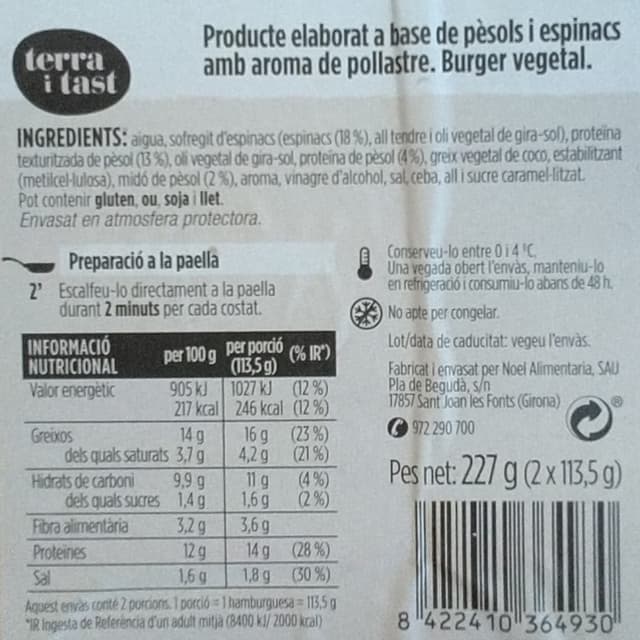 terra
i tast
Producte elaborat a base de pèsols i espinacs
amb aroma de pollastre. Burger vegetal.
INGREDIENTS: aigua, sofregit d'espinacs (espinacs (18 %), all tendre i oli vegetal de gira-sol), proteïna
texturitzada de pèsol (13 %), oli vegetal de gira-sol, proteïna de pèsol (4 %), greix vegetal de coco, estabilitzant
(metilcel·lulosa), midó de pèsol (2 %), aroma, vinagre d'alcohol, sal, ceba, all i sucre caramel·litzat.
Pot contenir gluten, ou, soja i llet.
Envasat en atmosfera protectora.
Preparació a la paella
2' Escalfeu-lo directament a la paella
durant 2 minuts per cada costat.
INFORMACIÓ
NUTRICIONAL
per 100 g per porció (113,5 g) (% IR*)
Valor energètic 905 kJ 1027 kJ (12 %)
217 kcal 246 kcal (12 %)
Greixos 14 g 16 g (23 %)
dels quals saturats 3,7 g 4,2 g (21 %)
Hidrats de carboni 9,9 g 11 g (4 %)
dels quals sucres 1,4 g 1,6 g (2 %)
Fibra alimentària 3,2 g 3,6 g
Proteïnes 12 g 14 g (28 %)
Sal 1,6 g 1,8 g (30 %)
Aquest envàs conté 2 porcions. 1 porció = 1 hamburguesa = 113,5 g
*IR Ingesta de Referència d'un adult mitjà (8400 kJ/ 2000 kcal)
Conserveu-lo entre 0 i 4 °C.
Una vegada obert l'envàs, manteniu-lo
en refrigeració i consumiu-lo abans de 48 h.
No apte per congelar.
Lot/data de caducitat: vegeu l'envàs.
Fabricat i envasat per Noel Alimentaria, SAU
Pla de Begudà, s/n
17857 Sant Joan les Fonts (Girona)
®
972 290 700
Pes net: 227 g (2 x 113,5 g)
8 422410 364930